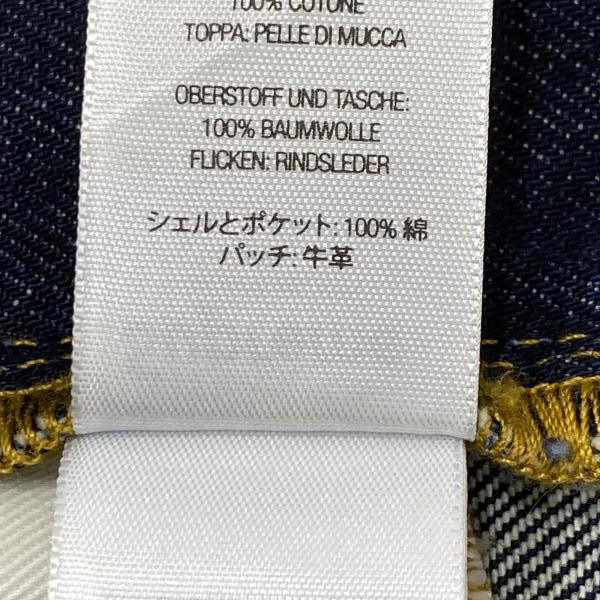 100% COTONE
TOPPA: PELLE DI MUCCA
OBERSTOFF UND TASCHE:
100% BAUMWOLLE
FLICKEN: RINDSLEDER
シェルとポケット: 100% 綿
パッチ: 牛革